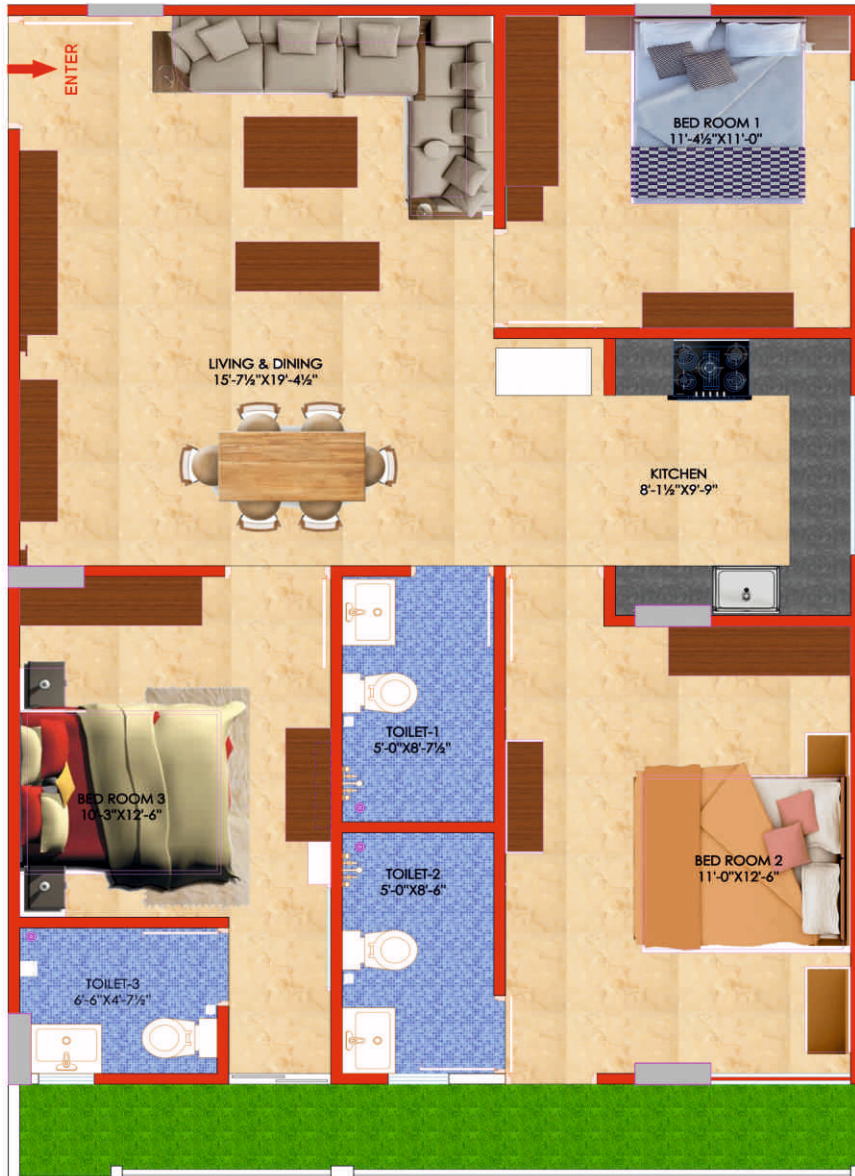 ENTER
BED ROOM 1
11'-4½"X11'-0"
LIVING & DINING
15'-7½"X19'-4½"
KITCHEN
8'-1½"X9'-9"
TOILET-1
5'-0"X8'-7½"
BED ROOM 3
10'-3"X12'-6"
TOILET-2
5'-0"X8'-6"
BED ROOM 2
11'-0"X12'-6"
TOILET-3
6'-6"X4'-7½"